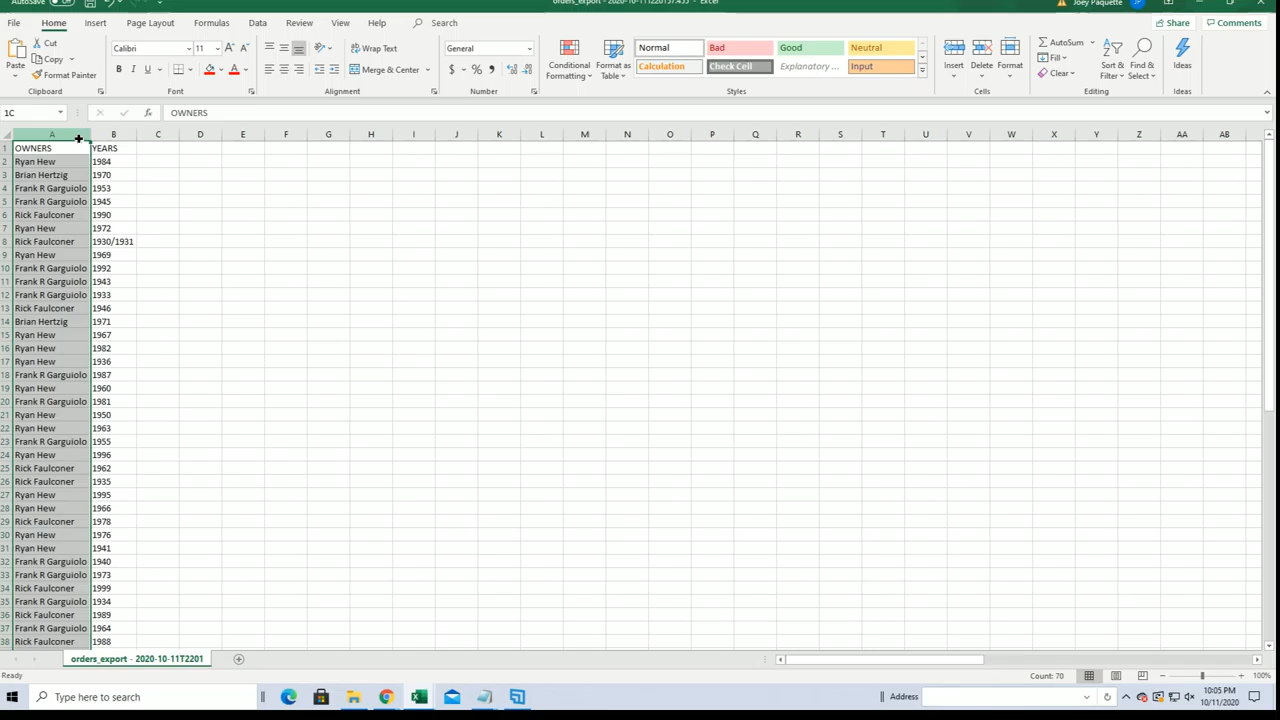 AutoSave Off
orders_export - 2020-10-11T220137.455 - Excel
Joey Paquette
File Home Insert Page Layout Formulas Data Review View Help Search Share Comments
Paste Cut Copy Format Painter
Calibri 11 B I U
Wrap Text
Merge & Center
General
$ % ,
Conditional Formatting
Format as Table
Normal Bad Good Neutral
Calculation Check Cell Explanary ... Input
Insert Delete Format
AutoSum
Fill
Clear
Sort & Filter
Find & Select
Ideas
Clipboard Font Alignment Number Styles Cells Editing Ideas
1C fx OWNERS
A B C D E F G H I J K L M N O P Q R S T U V W X Y Z AA AB
1 OWNERS YEARS
2 Ryan Hew 1984
3 Brian Hertzig 1970
4 Frank R Garguiolo 1953
5 Frank R Garguiolo 1945
6 Rick Faulconer 1990
7 Ryan Hew 1972
8 Rick Faulconer 1930/1931
9 Ryan Hew 1969
10 Frank R Garguiolo 1992
11 Frank R Garguiolo 1943
12 Frank R Garguiolo 1933
13 Rick Faulconer 1946
14 Brian Hertzig 1971
15 Ryan Hew 1967
16 Ryan Hew 1982
17 Ryan Hew 1936
18 Frank R Garguiolo 1987
19 Ryan Hew 1960
20 Frank R Garguiolo 1981
21 Ryan Hew 1950
22 Ryan Hew 1963
23 Frank R Garguiolo 1955
24 Ryan Hew 1996
25 Rick Faulconer 1962
26 Rick Faulconer 1935
27 Ryan Hew 1995
28 Ryan Hew 1966
29 Rick Faulconer 1978
30 Ryan Hew 1976
31 Ryan Hew 1941
32 Frank R Garguiolo 1940
33 Frank R Garguiolo 1973
34 Rick Faulconer 1999
35 Frank R Garguiolo 1934
36 Rick Faulconer 1989
37 Frank R Garguiolo 1964
38 Rick Faulconer 1988
orders_export - 2020-10-11T2201
Ready Count: 70 100%
Type here to search Address 10:05 PM
10/11/2020